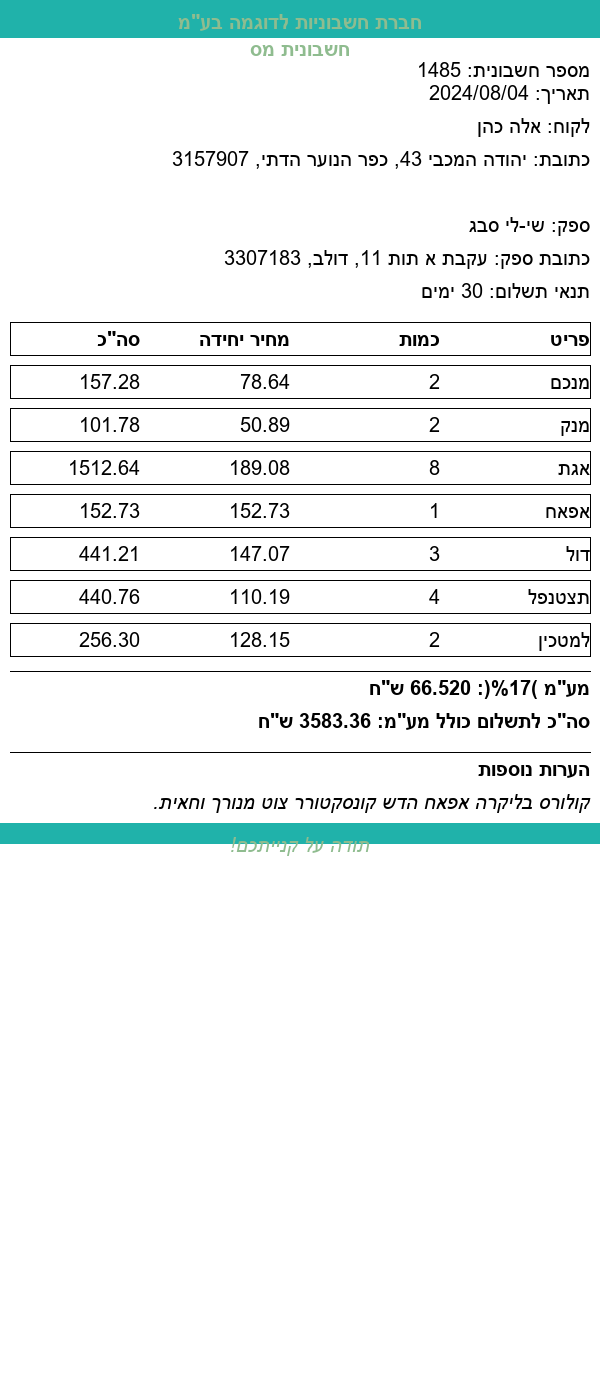 חברת חשבוניות לדוגמה בע"מ
חשבונית מס
מספר חשבונית: 1485
תאריך: 2024/08/04
לקוח: אלה כהן
כתובת: יהודה המכבי 43, כפר הנוער הדתי, 3157907
ספק: שי-לי סבג
כתובת ספק: עקבת א תות 11, דולב, 3307183
תנאי תשלום: 30 ימים
פריט כמות מחיר יחידה סה"כ
מנכם 2 78.64 157.28
מנק 2 50.89 101.78
אגת 8 189.08 1512.64
אפאח 1 152.73 152.73
דול 3 147.07 441.21
תצטנפל 4 110.19 440.76
למטכין 2 128.15 256.30
מע"מ )17%(: 66.520 ש"ח
סה"כ לתשלום כולל מע"מ: 3583.36 ש"ח
הערות נוספות
קולורס בליקרה אפאח הדש קונסקטורר צוט מנורך וחאית.
תודה על קנייתכם!